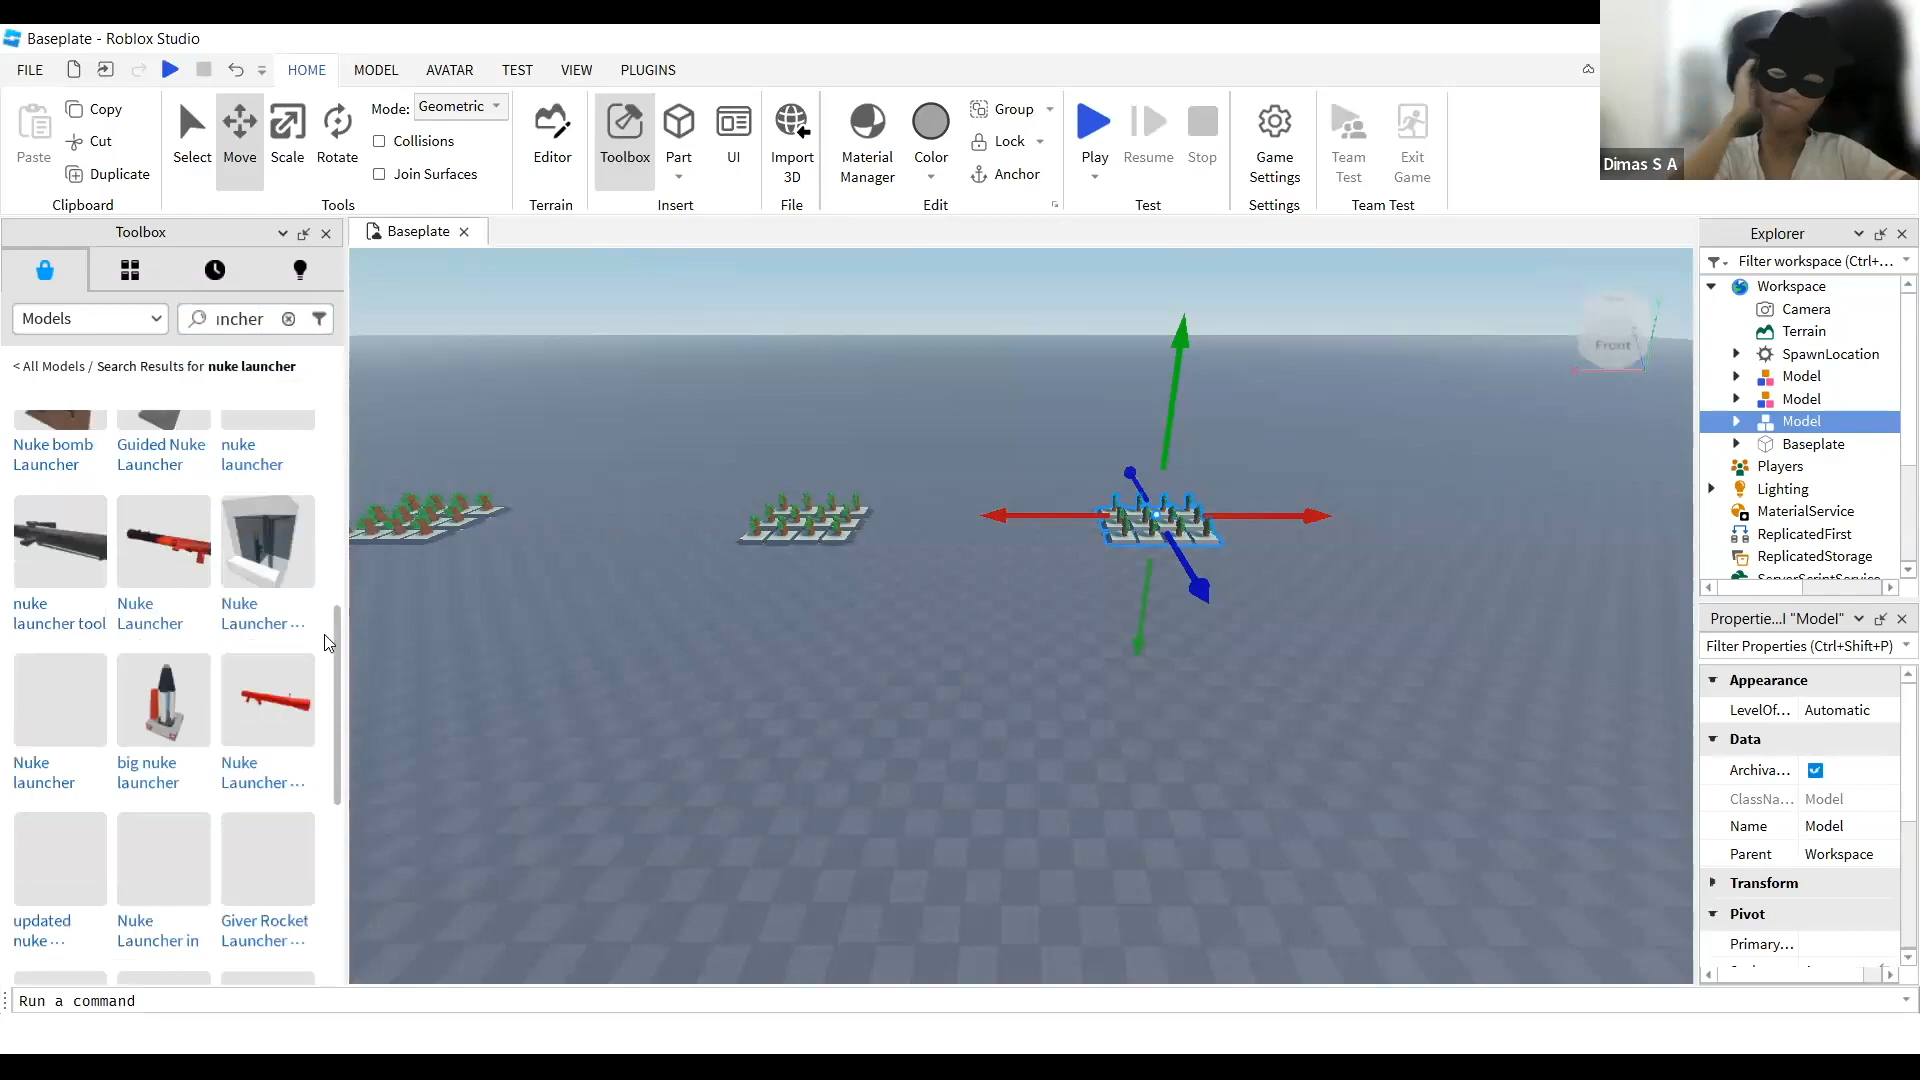 Baseplate - Roblox Studio
FILE HOME MODEL AVATAR TEST VIEW PLUGINS
Paste
Copy
Cut
Duplicate
Clipboard
Select Move Scale Rotate
Mode: Geometric
Collisions
Join Surfaces
Tools
Editor
Terrain
Toolbox Part UI
Insert
Import
3D
File
Material
Manager
Color
Group
Lock
Anchor
Edit
Play Resume Stop
Test
Game
Settings
Settings
Team
Test
Exit
Game
Team Test
Dimas S A
Toolbox
Models
ıncher
< All Models / Search Results for nuke launcher
Nuke bomb
Launcher
Guided Nuke
Launcher
nuke
launcher
nuke
launcher tool
Nuke
Launcher
Nuke
Launcher ...
Nuke
launcher
big nuke
launcher
Nuke
Launcher ...
updated
nuke ...
Nuke
Launcher in
Giver Rocket
Launcher ...
Baseplate
Front
Explorer
Filter workspace (Ctrl+...
Workspace
Camera
Terrain
SpawnLocation
Model
Model
Model
Baseplate
Players
Lighting
MaterialService
ReplicatedFirst
ReplicatedStorage
ServerScriptService
Propertie...l "Model"
Filter Properties (Ctrl+Shift+P)
Appearance
LevelOf... Automatic
Data
Archiva...
ClassNa... Model
Name Model
Parent Workspace
Transform
Pivot
Primary...
Run a command